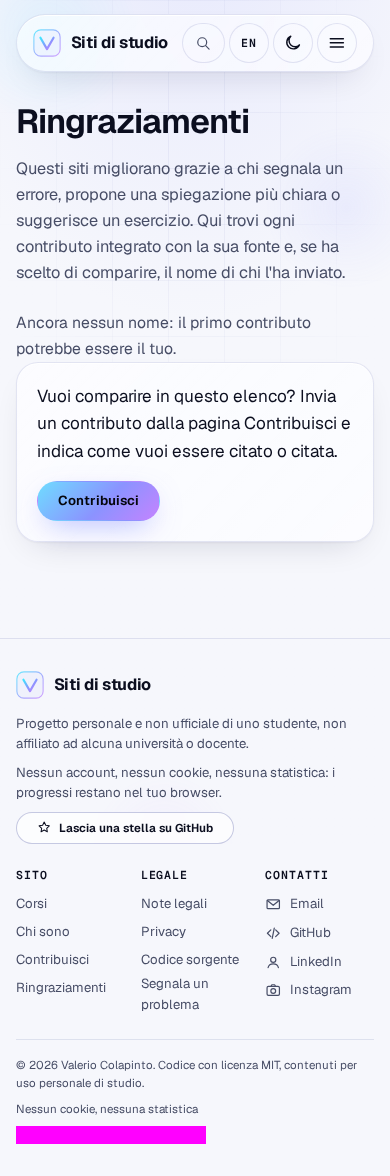 Siti di studio
EN
Ringraziamenti
Questi siti migliorano grazie a chi segnala un
errore, propone una spiegazione più chiara o
suggerisce un esercizio. Qui trovi ogni
contributo integrato con la sua fonte e, se ha
scelto di comparire, il nome di chi l'ha inviato.
Ancora nessun nome: il primo contributo
potrebbe essere il tuo.
Vuoi comparire in questo elenco? Invia
un contributo dalla pagina Contribuisci e
indica come vuoi essere citato o citata.
Contribuisci
Siti di studio
Progetto personale e non ufficiale di uno studente, non
affiliato ad alcuna università o docente.
Nessun account, nessun cookie, nessuna statistica: i
progressi restano nel tuo browser.
Lascia una stella su GitHub
SITO
Corsi
Chi sono
Contribuisci
Ringraziamenti
LEGALE
Note legali
Privacy
Codice sorgente
Segnala un
problema
CONTATTI
Email
GitHub
LinkedIn
Instagram
© 2026 Valerio Colapinto. Codice con licenza MIT, contenuti per
uso personale di studio.
Nessun cookie, nessuna statistica